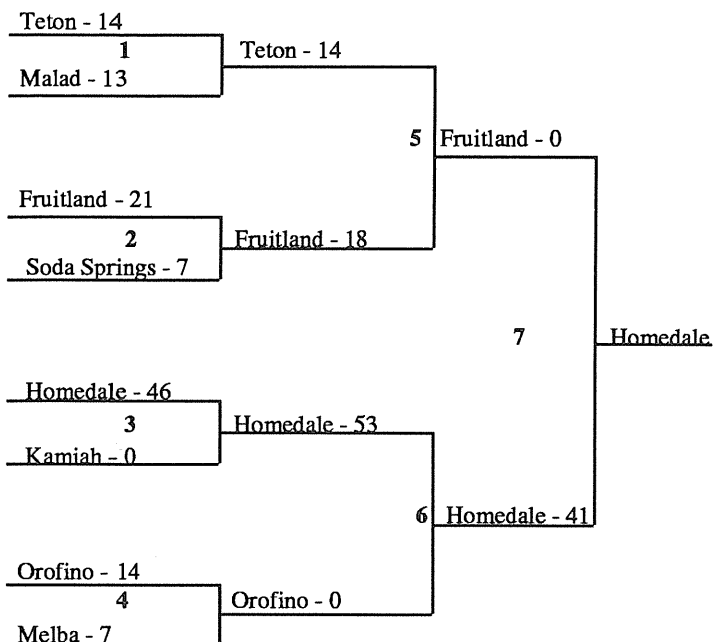 Teton - 14
1
Teton - 14
Malad - 13
5
Fruitland - 0
Fruitland - 21
2
Fruitland - 18
Soda Springs - 7
7
Homedale
Homedale - 46
3
Homedale - 53
Kamiah - 0
6
Homedale - 41
Orofino - 14
4
Orofino - 0
Melba - 7